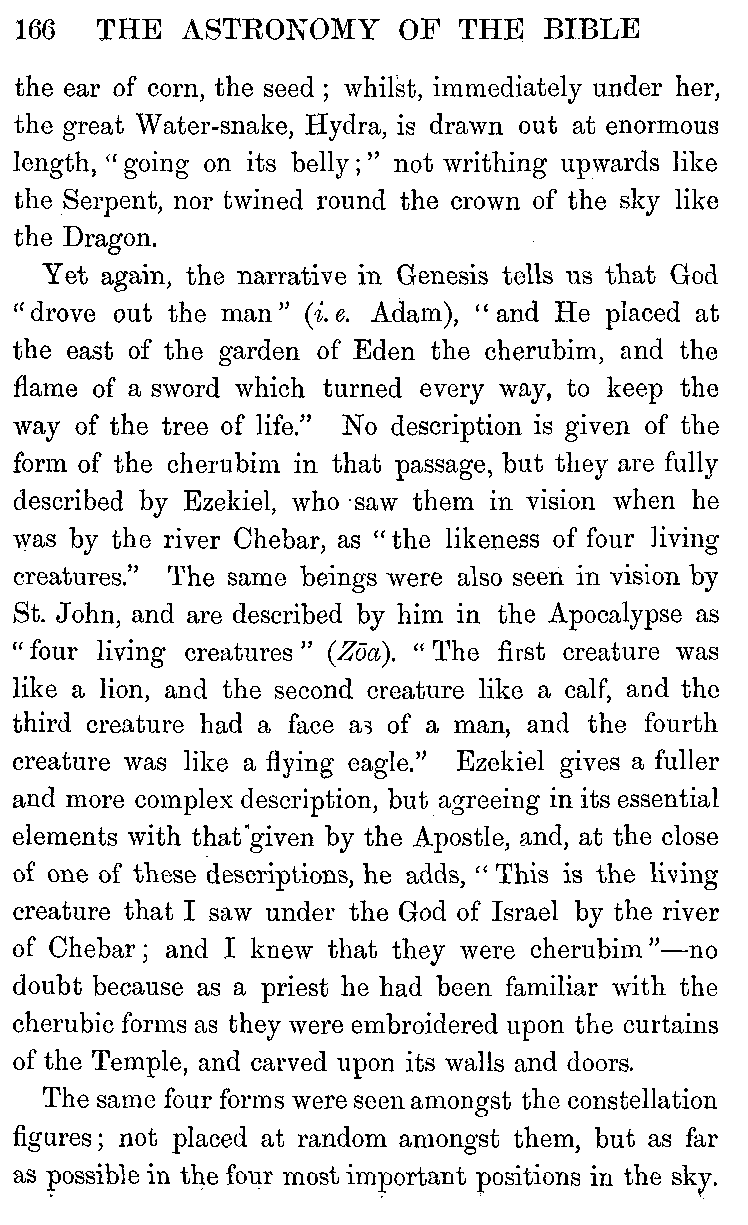 166 THE ASTRONOMY OF THE BIBLE
the ear of corn, the seed ; whilst, immediately under her,
the great Water-snake, Hydra, is drawn out at enormous
length, “going on its belly;” not writhing upwards like
the Serpent, nor twined round the crown of the sky like
the Dragon.
Yet again, the narrative in Genesis tells us that God
“drove out the man” (i. e. Adam), “and He placed at
the east of the garden of Eden the cherubim, and the
flame of a sword which turned every way, to keep the
way of the tree of life.” No description is given of the
form of the cherubim in that passage, but they are fully
described by Ezekiel, who saw them in vision when he
was by the river Chebar, as “the likeness of four living
creatures.” The same beings were also seen in vision by
St. John, and are described by him in the Apocalypse as
“four living creatures” (Zōa). “The first creature was
like a lion, and the second creature like a calf, and the
third creature had a face as of a man, and the fourth
creature was like a flying eagle.” Ezekiel gives a fuller
and more complex description, but agreeing in its essential
elements with that given by the Apostle, and, at the close
of one of these descriptions, he adds, “This is the living
creature that I saw under the God of Israel by the river
of Chebar; and I knew that they were cherubim”—no
doubt because as a priest he had been familiar with the
cherubic forms as they were embroidered upon the curtains
of the Temple, and carved upon its walls and doors.
The same four forms were seen amongst the constellation
figures; not placed at random amongst them, but as far
as possible in the four most important positions in the sky.